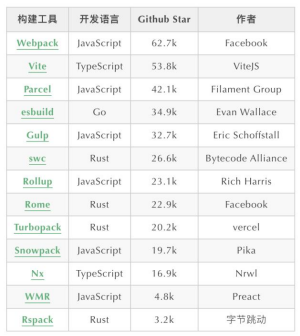 构建工具 开发语言 Github Star 作者
Webpack JavaScript 62.7k Facebook
Vite TypeScript 53.8k ViteJS
Parcel JavaScript 42.1k Filament Group
esbuild Go 34.9k Evan Wallace
Gulp JavaScript 32.7k Eric Schoffstall
swc Rust 26.6k Bytecode Alliance
Rollup JavaScript 23.1k Rich Harris
Rome Rust 22.9k Facebook
Turbopack Rust 20.2k vercel
Snowpack JavaScript 19.7k Pika
Nx TypeScript 16.9k Nrwl
WMR JavaScript 4.8k Preact
Rspack Rust 3.2k 字节跳动